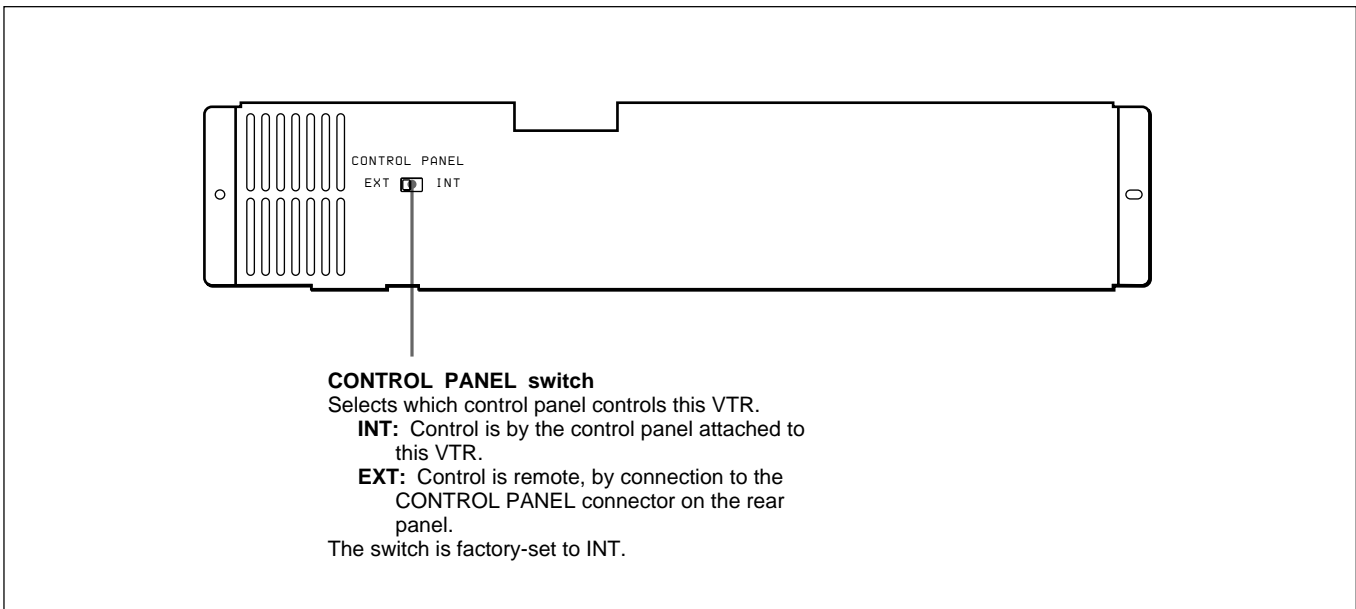 CONTROL PANEL
EXT INT
CONTROL PANEL switch
Selects which control panel controls this VTR.
INT: Control is by the control panel attached to
this VTR.
EXT: Control is remote, by connection to the
CONTROL PANEL connector on the rear
panel.
The switch is factory-set to INT.